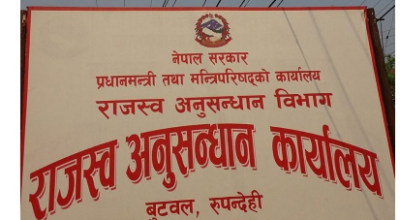 नेपाल सरकार
प्रधानमन्त्री तथा मन्त्रिपरिषद्को कार्यालय
राजस्व अनुसन्धान विभाग
राजस्व अनुसन्धान कार्यालय
बुटवल, रुपन्देही